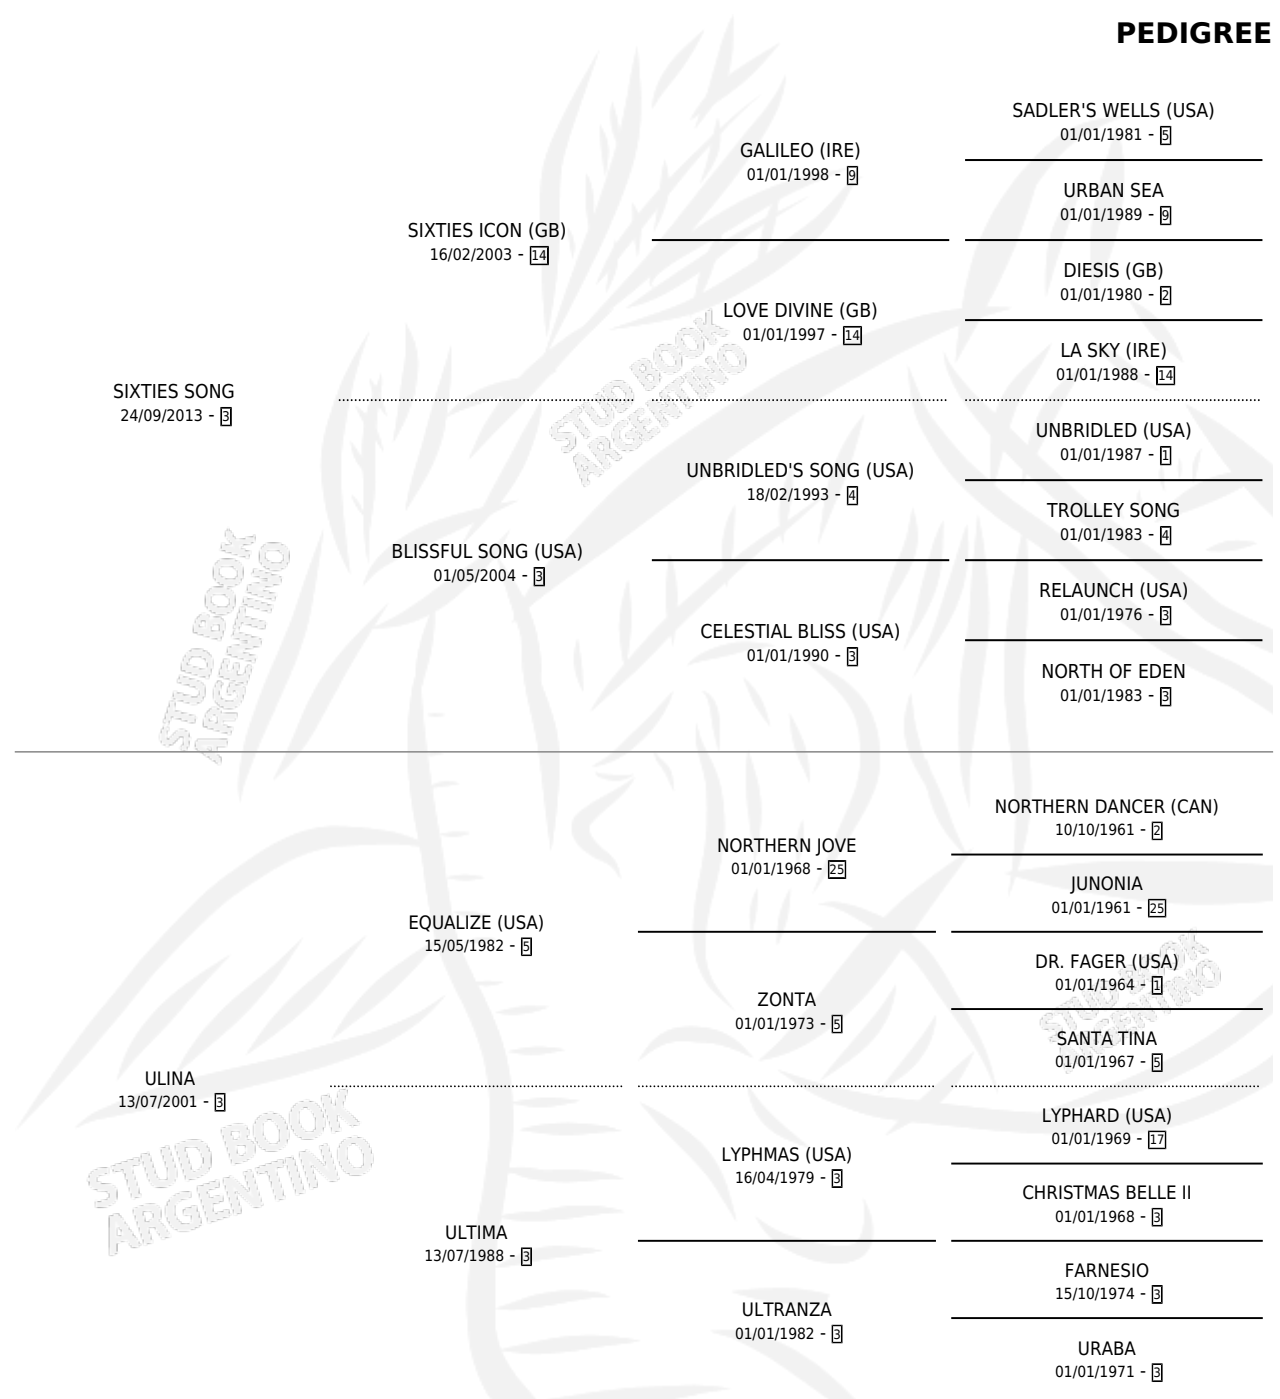 PEDIGREE
SADLER'S WELLS (USA)
01/01/1981 - 5
GALILEO (IRE)
01/01/1998 - 9
URBAN SEA
01/01/1989 - 9
SIXTIES ICON (GB)
16/02/2003 - 14
DIESIS (GB)
01/01/1980 - 2
LOVE DIVINE (GB)
01/01/1997 - 14
LA SKY (IRE)
01/01/1988 - 14
SIXTIES SONG
24/09/2013 - 3
STUD BOOK
ARGENTINO
UNBRIDLED (USA)
01/01/1987 - 1
UNBRIDLED'S SONG (USA)
18/02/1993 - 4
TROLLEY SONG
01/01/1983 - 4
BLISSFUL SONG (USA)
01/05/2004 - 3
RELAUNCH (USA)
01/01/1976 - 3
CELESTIAL BLISS (USA)
01/01/1990 - 3
NORTH OF EDEN
01/01/1983 - 3
STUD BOOK
ARGENTINO
NORTHERN DANCER (CAN)
10/10/1961 - 2
NORTHERN JOVE
01/01/1968 - 25
JUNONIA
01/01/1961 - 25
EQUALIZE (USA)
15/05/1982 - 5
DR. FAGER (USA)
01/01/1964 - 1
STUD BOOK
ARGENTINO
ZONTA
01/01/1973 - 5
SANTA TINA
01/01/1967 - 5
ULINA
13/07/2001 - 3
STUD BOOK
ARGENTINO
LYPHARD (USA)
01/01/1969 - 17
LYPHMAS (USA)
16/04/1979 - 3
CHRISTMAS BELLE II
01/01/1968 - 3
ULTIMA
13/07/1988 - 3
FARNESIO
15/10/1974 - 3
ULTRANZA
01/01/1982 - 3
URABA
01/01/1971 - 3